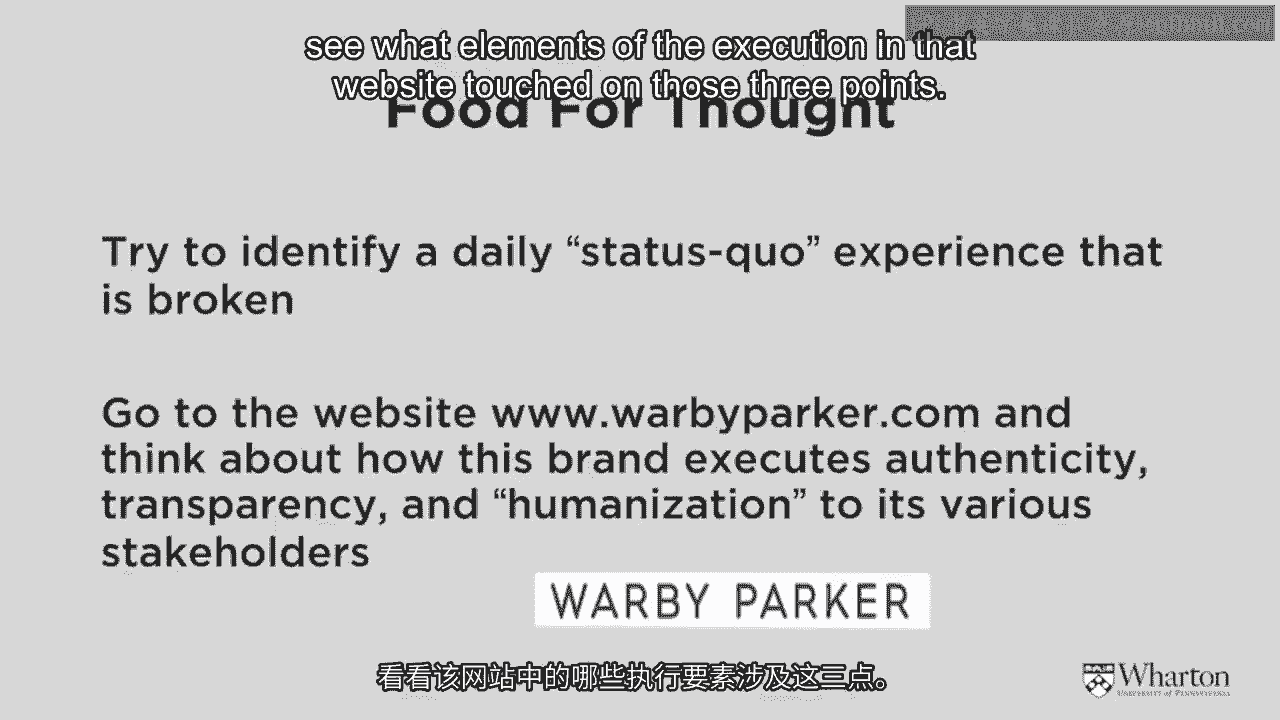 see what elements of the execution in that
website touched on those three points.
Food For Thought
Try to identify a daily “status-quo” experience that
is broken
Go to the website www.warbyparker.com and
think about how this brand executes authenticity,
transparency, and “humanization” to its various
stakeholders
WARBY PARKER
看看该网站中的哪些执行要素涉及这三点。
Wharton
UNIVERSITY of PENNSYLVANIA